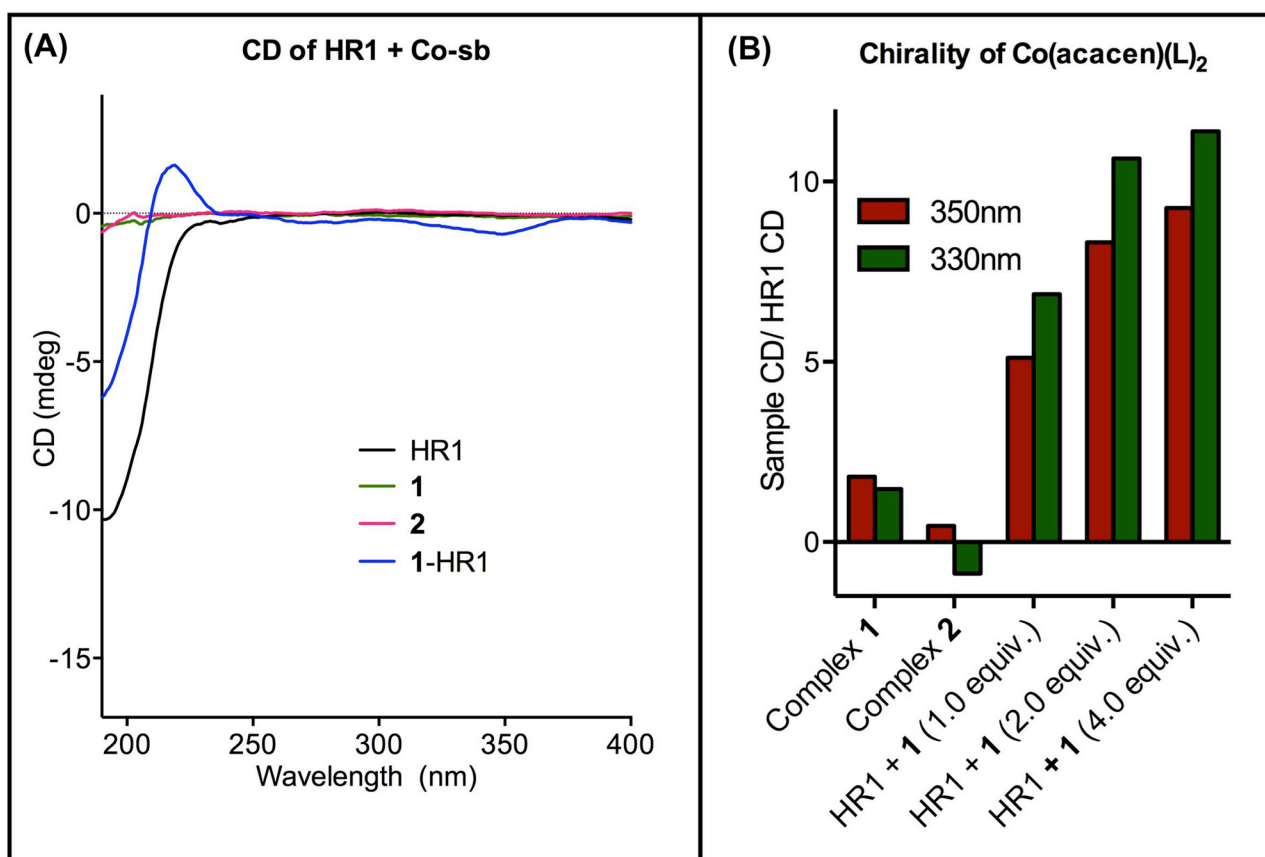 (A)
CD of HR1 + Co-sb
CD (mdeg)
0
-5
-10
-15
200
250
300
350
400
Wavelength (nm)
HR1
1
2
1-HR1
(B)
Chirality of Co(acacen)(L)2
Sample CD/ HR1 CD
10
5
0
350nm
330nm
Complex 1
Complex 2
HR1 + 1 (1.0 equiv.)
HR1 + 1 (2.0 equiv.)
HR1 + 1 (4.0 equiv.)